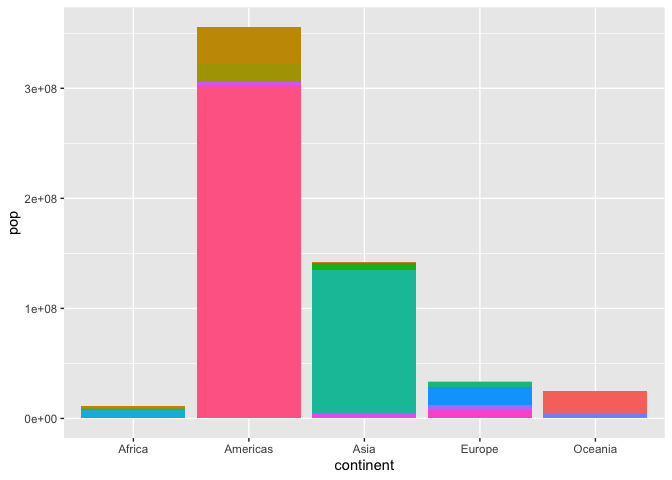 3e+08
2e+08
1e+08
0e+00
pop
Africa
Americas
Asia
Europe
Oceania
continent